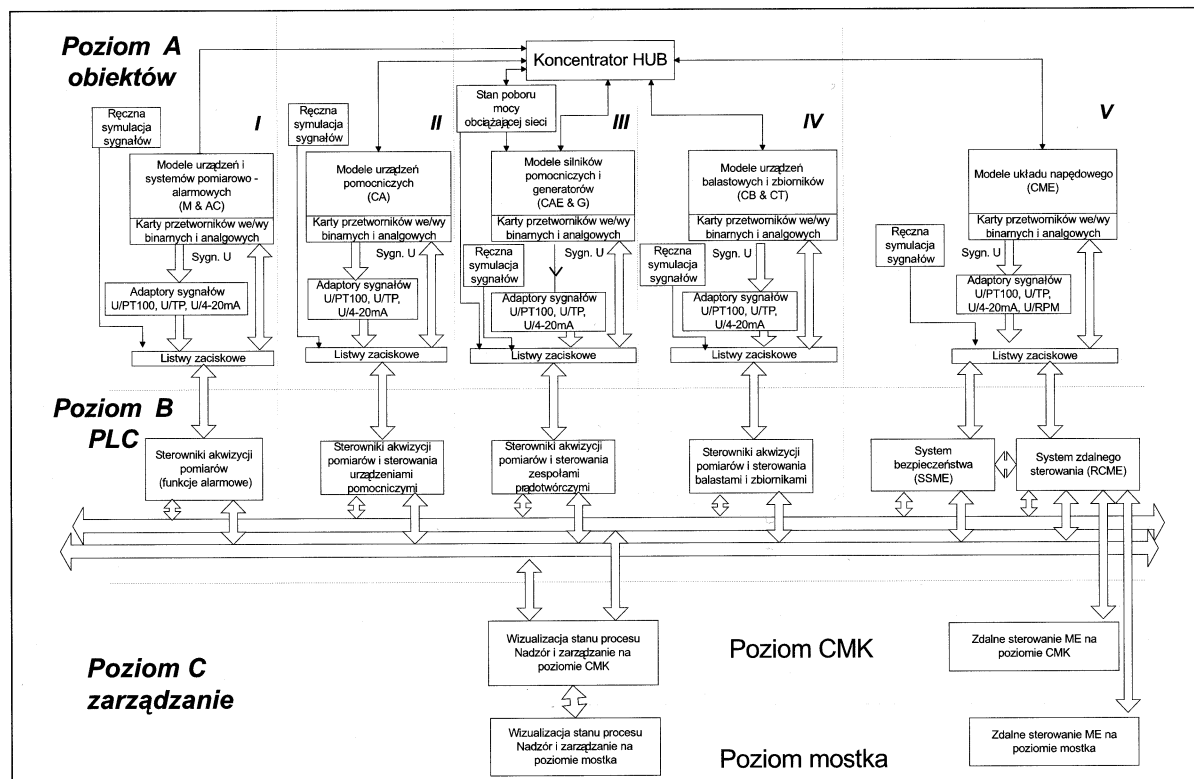 Poziom A
obiektów
Koncentrator HUB
Stan poboru
mocy
obciążającej sieci
I
II
III
IV
V
Ręczna
symulacja
sygnałów
Modele urządzeń i
systemów pomiarowo -
alarmowych
(M & AC)
Karty przetworników we/wy
binarnych i analgowych
Sygn. U
Adaptory sygnałów
U/PT100, U/TP, U/4-20mA
Listwy zaciskowe
Ręczna
symulacja
sygnałów
Modele urządzeń
pomocniczych
(CA)
Karty przetworników we/wy
binarnych i analgowych
Sygn. U
Adaptory sygnałów
U/PT100, U/TP,
U/4-20mA
Listwy zaciskowe
Modele silników
pomocniczych i
generatorów
(CAE & G)
Karty przetworników we/wy
binarnych i analgowych
Ręczna
symulacja
sygnałów
Sygn. U
Adaptory sygnałów
U/PT100, U/TP,
U/4-20mA
Listwy zaciskowe
Modele urządzeń
balastowych i zbiorników
(CB & CT)
Karty przetworników we/wy
binarnych i analgowych
Ręczna
symulacja
sygnałów
Sygn. U
Adaptory sygnałów
U/PT100, U/TP,
U/4-20mA
Listwy zaciskowe
Modele układu napędowego
(CME)
Karty przetworników we/wy
binarnych i analgowych
Ręczna
symulacja
sygnałów
Sygn. U
Adaptory sygnałów
U/PT100, U/TP,
U/4-20mA, U/RPM
Listwy zaciskowe
Poziom B
PLC
Sterowniki akwizycji
pomiarów
(funkcje alarmowe)
Sterowniki akwizycji
pomiarów i sterowania
urządzeniami
pomocniczymi
Sterowniki akwizycji
pomiarów i sterowania
zespołami
prądotwórczymi
Sterowniki akwizycji
pomiarów i sterowania
balastami i zbiornikami
System
bezpieczeństwa
(SSME)
System zdalnego
sterowania (RCME)
Poziom C
zarządzanie
Wizualizacja stanu procesu
Nadzór i zarządzanie na
poziomie CMK
Poziom CMK
Zdalne sterowanie ME na
poziomie CMK
Wizualizacja stanu procesu
Nadzór i zarządzanie na
poziomie mostka
Poziom mostka
Zdalne sterowanie ME na
poziomie mostka